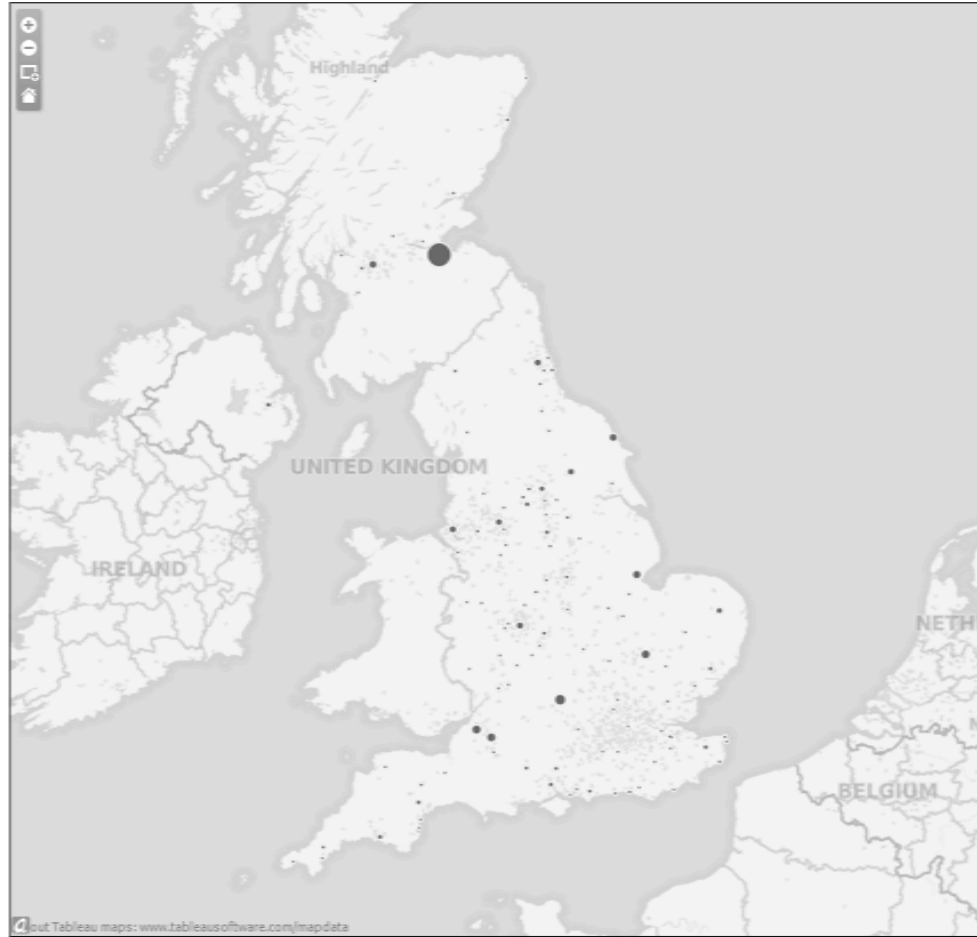 Highland
UNITED KINGDOM
IRELAND
NETH
N
BELGIUM
out Tableau maps: www.tableausoftware.com/mapdata